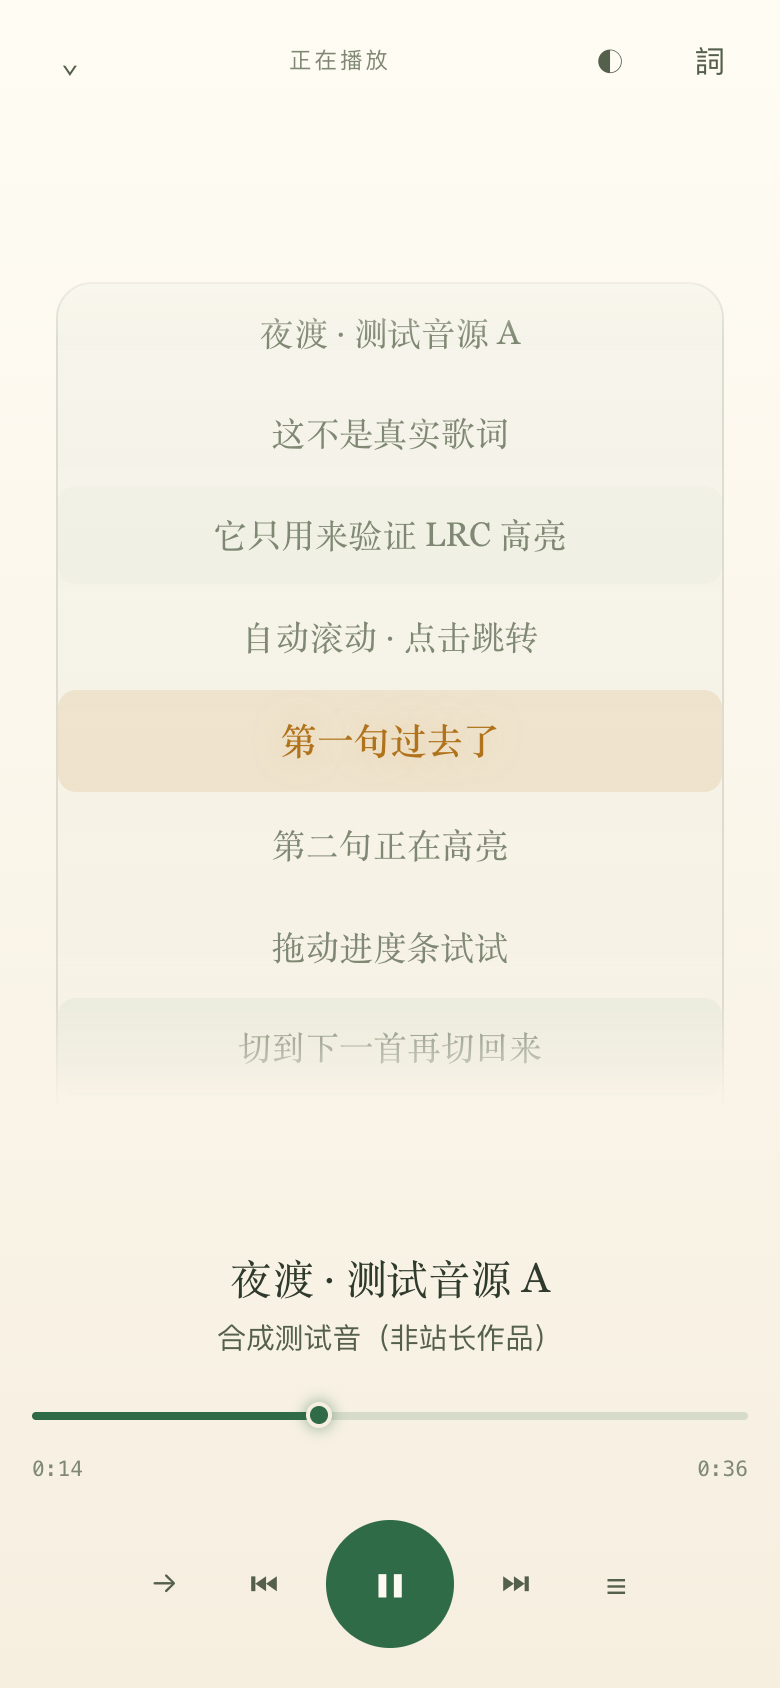 正在播放
詞
夜渡 · 测试音源 A
这不是真实歌词
它只用来验证 LRC 高亮
自动滚动 · 点击跳转
第一句过去了
第二句正在高亮
拖动进度条试试
切到下一首再切回来
夜渡 · 测试音源 A
合成测试音（非站长作品）
0:14
0:36